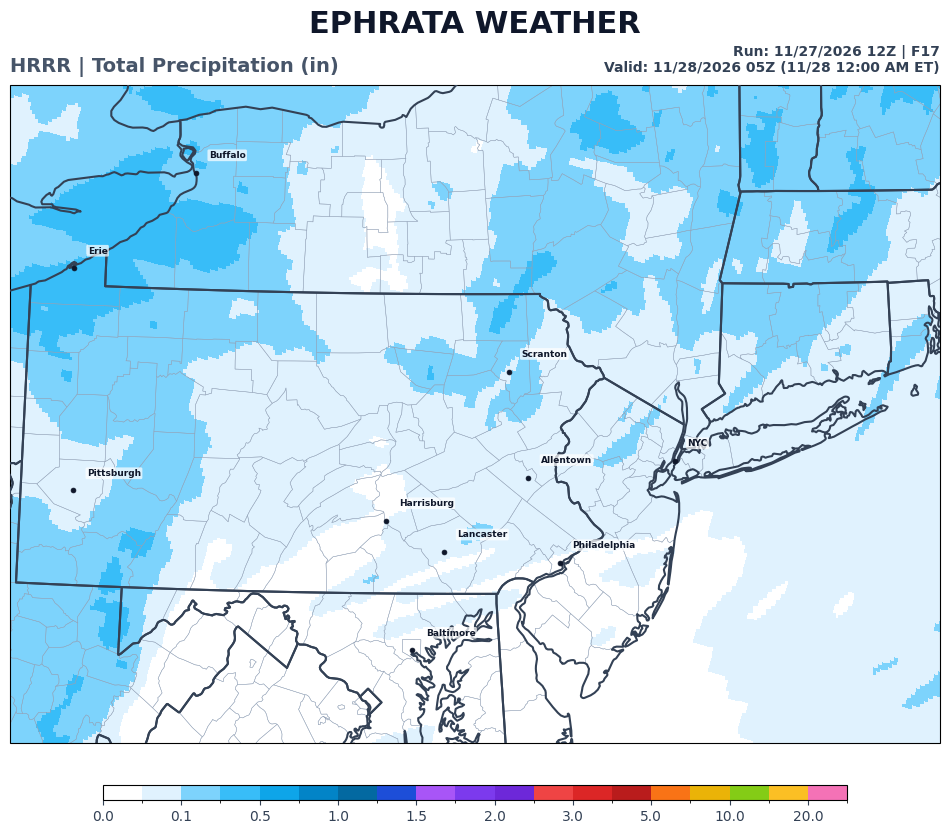 EPHRATA WEATHER
HRRR | Total Precipitation (in)
Run: 11/27/2026 12Z | F17
Valid: 11/28/2026 05Z (11/28 12:00 AM ET)
Buffalo
Erie
Scranton
NYC
Allentown
Pittsburgh
Harrisburg
Lancaster
Philadelphia
Baltimore
0.0 0.1 0.5 1.0 1.5 2.0 3.0 5.0 10.0 20.0